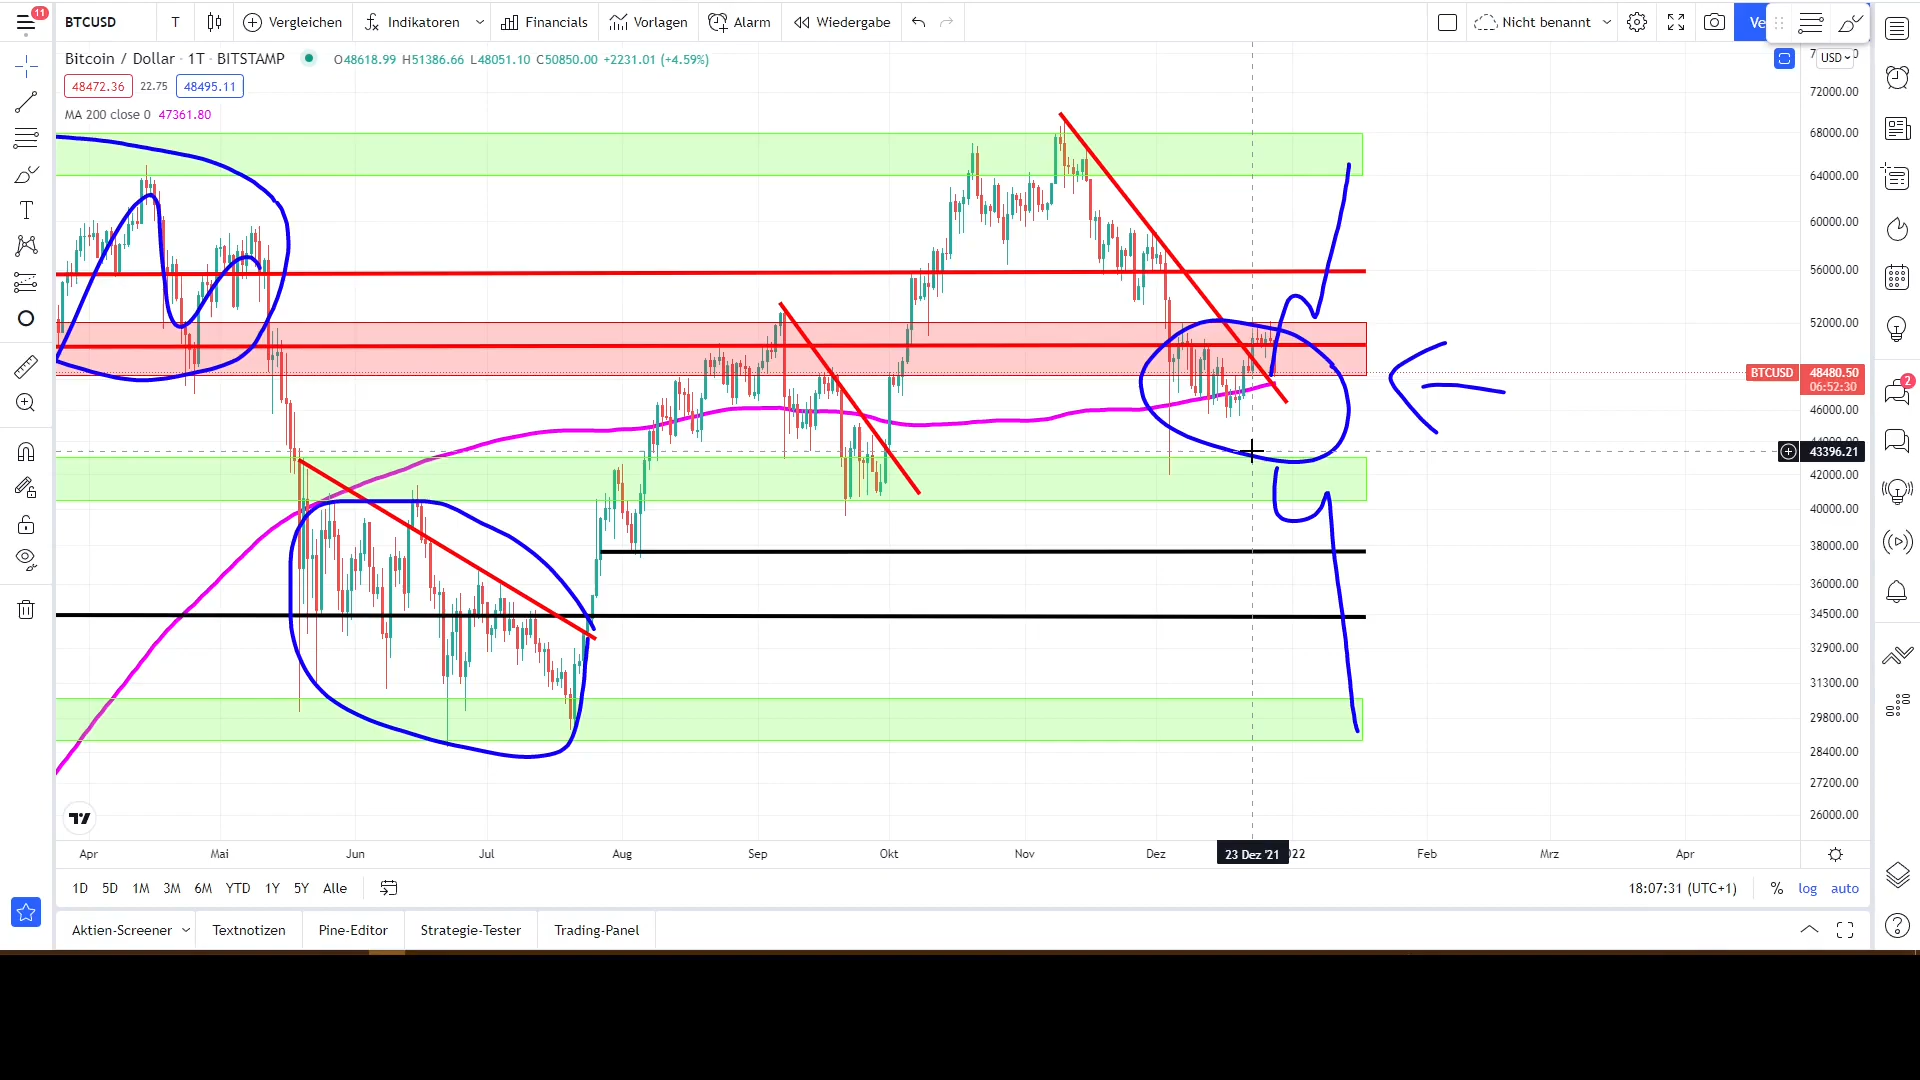 11
BTCUSD T Vergleichen Indikatoren Financials Vorlagen Alarm Wiedergabe Nicht benannt Ve
Bitcoin / Dollar · 1T · BITSTAMP O48618.99 H51386.66 L48051.10 C50850.00 +2231.01 (+4.59%)
48472.36 22.75 48495.11
MA 200 close 0 47361.80
USD
72000.00
68000.00
64000.00
60000.00
56000.00
52000.00
BTCUSD 48480.50
06:52:30
46000.00
43396.21
42000.00
40000.00
38000.00
36000.00
34500.00
32900.00
31300.00
29800.00
28400.00
27200.00
26000.00
2
Apr Mai Jun Jul Aug Sep Okt Nov Dez 23 Dez '21 22 Feb Mrz Apr
1D 5D 1M 3M 6M YTD 1Y 5Y Alle 18:07:31 (UTC+1) % log auto
Aktien-Screener Textnotizen Pine-Editor Strategie-Tester Trading-Panel